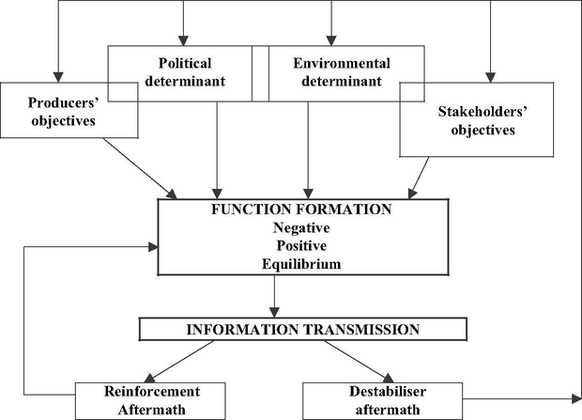 Political
determinant
Environmental
determinant
Producers’
objectives
Stakeholders’
objectives
FUNCTION FORMATION
Negative
Positive
Equilibrium
INFORMATION TRANSMISSION
Reinforcement
Aftermath
Destabiliser
aftermath